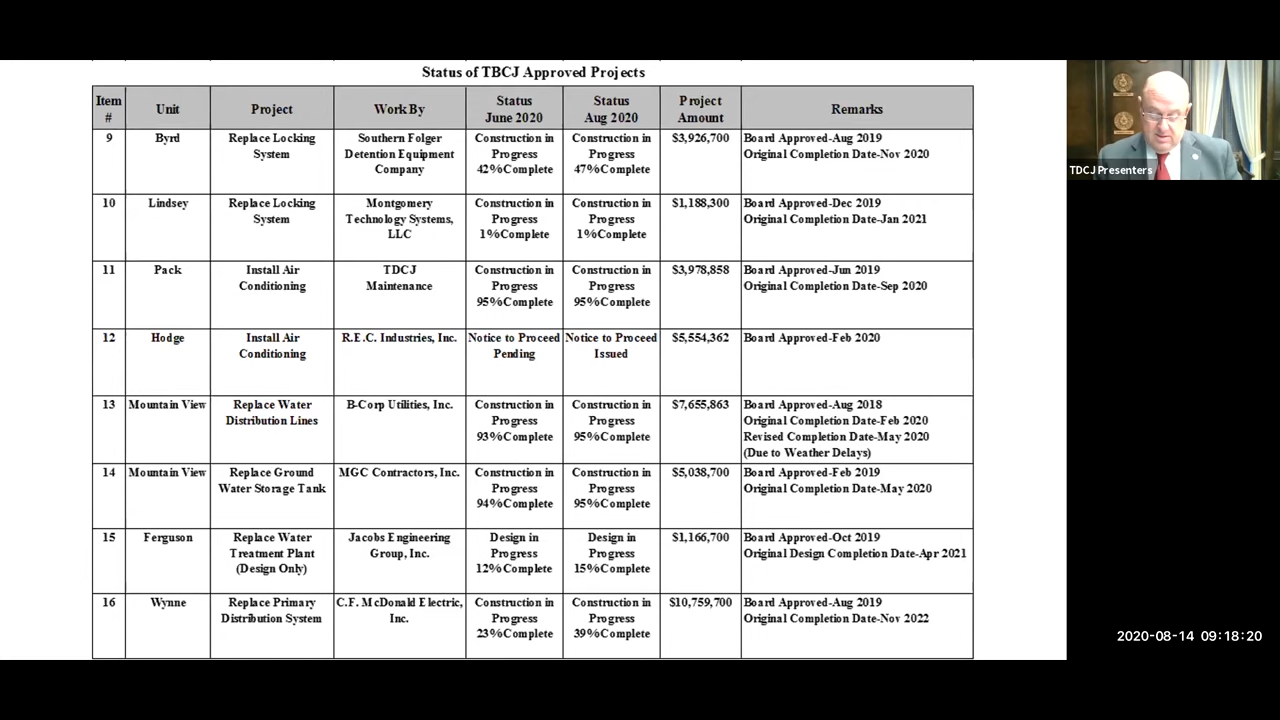 Status of TBCJ Approved Projects
Item # Unit Project Work By Status June 2020 Status Aug 2020 Project Amount Remarks
9 Byrd Replace Locking System Southern Folger Detention Equipment Company Construction in Progress 42%Complete Construction in Progress 47%Complete $3,926,700 Board Approved-Aug 2019
Original Completion Date-Nov 2020
10 Lindsey Replace Locking System Montgomery Technology Systems, LLC Construction in Progress 1%Complete Construction in Progress 1%Complete $1,188,300 Board Approved-Dec 2019
Original Completion Date-Jan 2021
11 Pack Install Air Conditioning TDCJ Maintenance Construction in Progress 95%Complete Construction in Progress 95%Complete $3,978,858 Board Approved-Jun 2019
Original Completion Date-Sep 2020
12 Hodge Install Air Conditioning R.E.C. Industries, Inc. Notice to Proceed Pending Notice to Proceed Issued $5,554,362 Board Approved-Feb 2020
13 Mountain View Replace Water Distribution Lines B-Corp Utilities, Inc. Construction in Progress 93%Complete Construction in Progress 95%Complete $7,655,863 Board Approved-Aug 2018
Original Completion Date-Feb 2020
Revised Completion Date-May 2020
(Due to Weather Delays)
14 Mountain View Replace Ground Water Storage Tank MGC Contractors, Inc. Construction in Progress 94%Complete Construction in Progress 95%Complete $5,038,700 Board Approved-Feb 2019
Original Completion Date-May 2020
15 Ferguson Replace Water Treatment Plant (Design Only) Jacobs Engineering Group, Inc. Design in Progress 12%Complete Design in Progress 15%Complete $1,166,700 Board Approved-Oct 2019
Original Design Completion Date-Apr 2021
16 Wynne Replace Primary Distribution System C.F. McDonald Electric, Inc. Construction in Progress 23%Complete Construction in Progress 39%Complete $10,759,700 Board Approved-Aug 2019
Original Completion Date-Nov 2022
TDCJ Presenters
2020-08-14 09:18:20